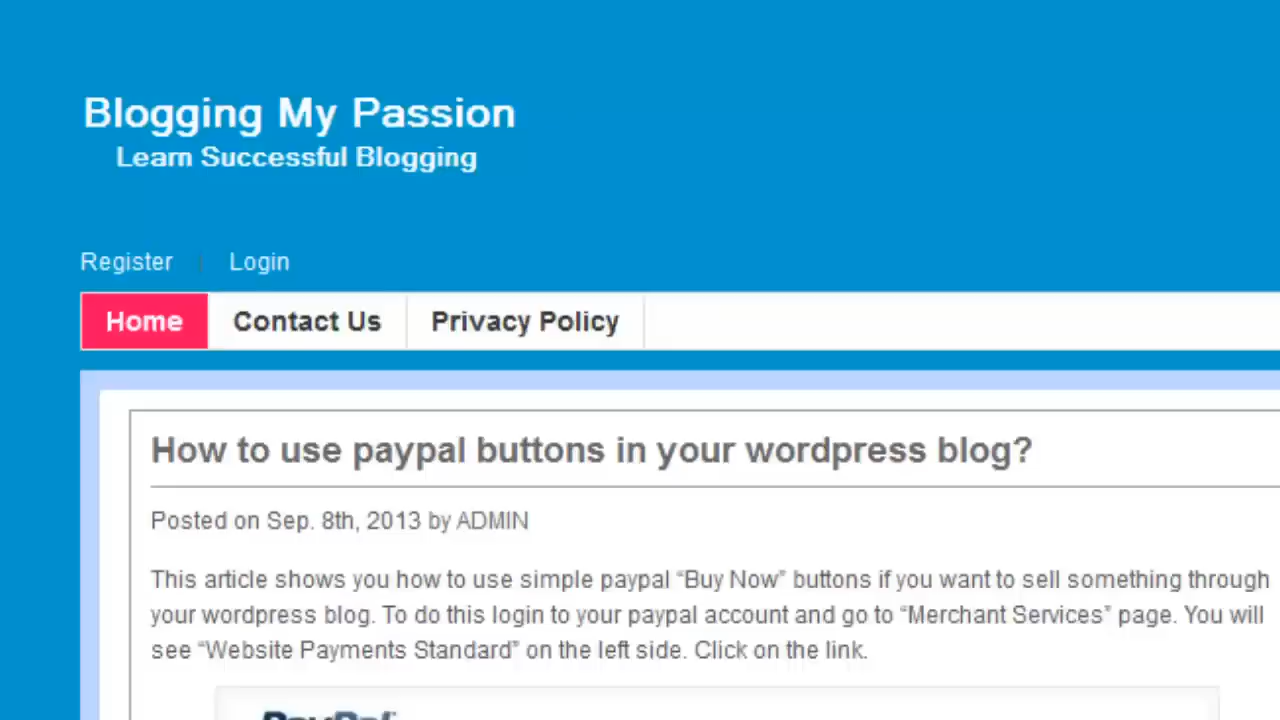 Blogging My Passion
Learn Successful Blogging
Register | Login
Home Contact Us Privacy Policy
How to use paypal buttons in your wordpress blog?
Posted on Sep. 8th, 2013 by ADMIN
This article shows you how to use simple paypal “Buy Now” buttons if you want to sell something through
your wordpress blog. To do this login to your paypal account and go to “Merchant Services” page. You will
see “Website Payments Standard” on the left side. Click on the link.
PayPal